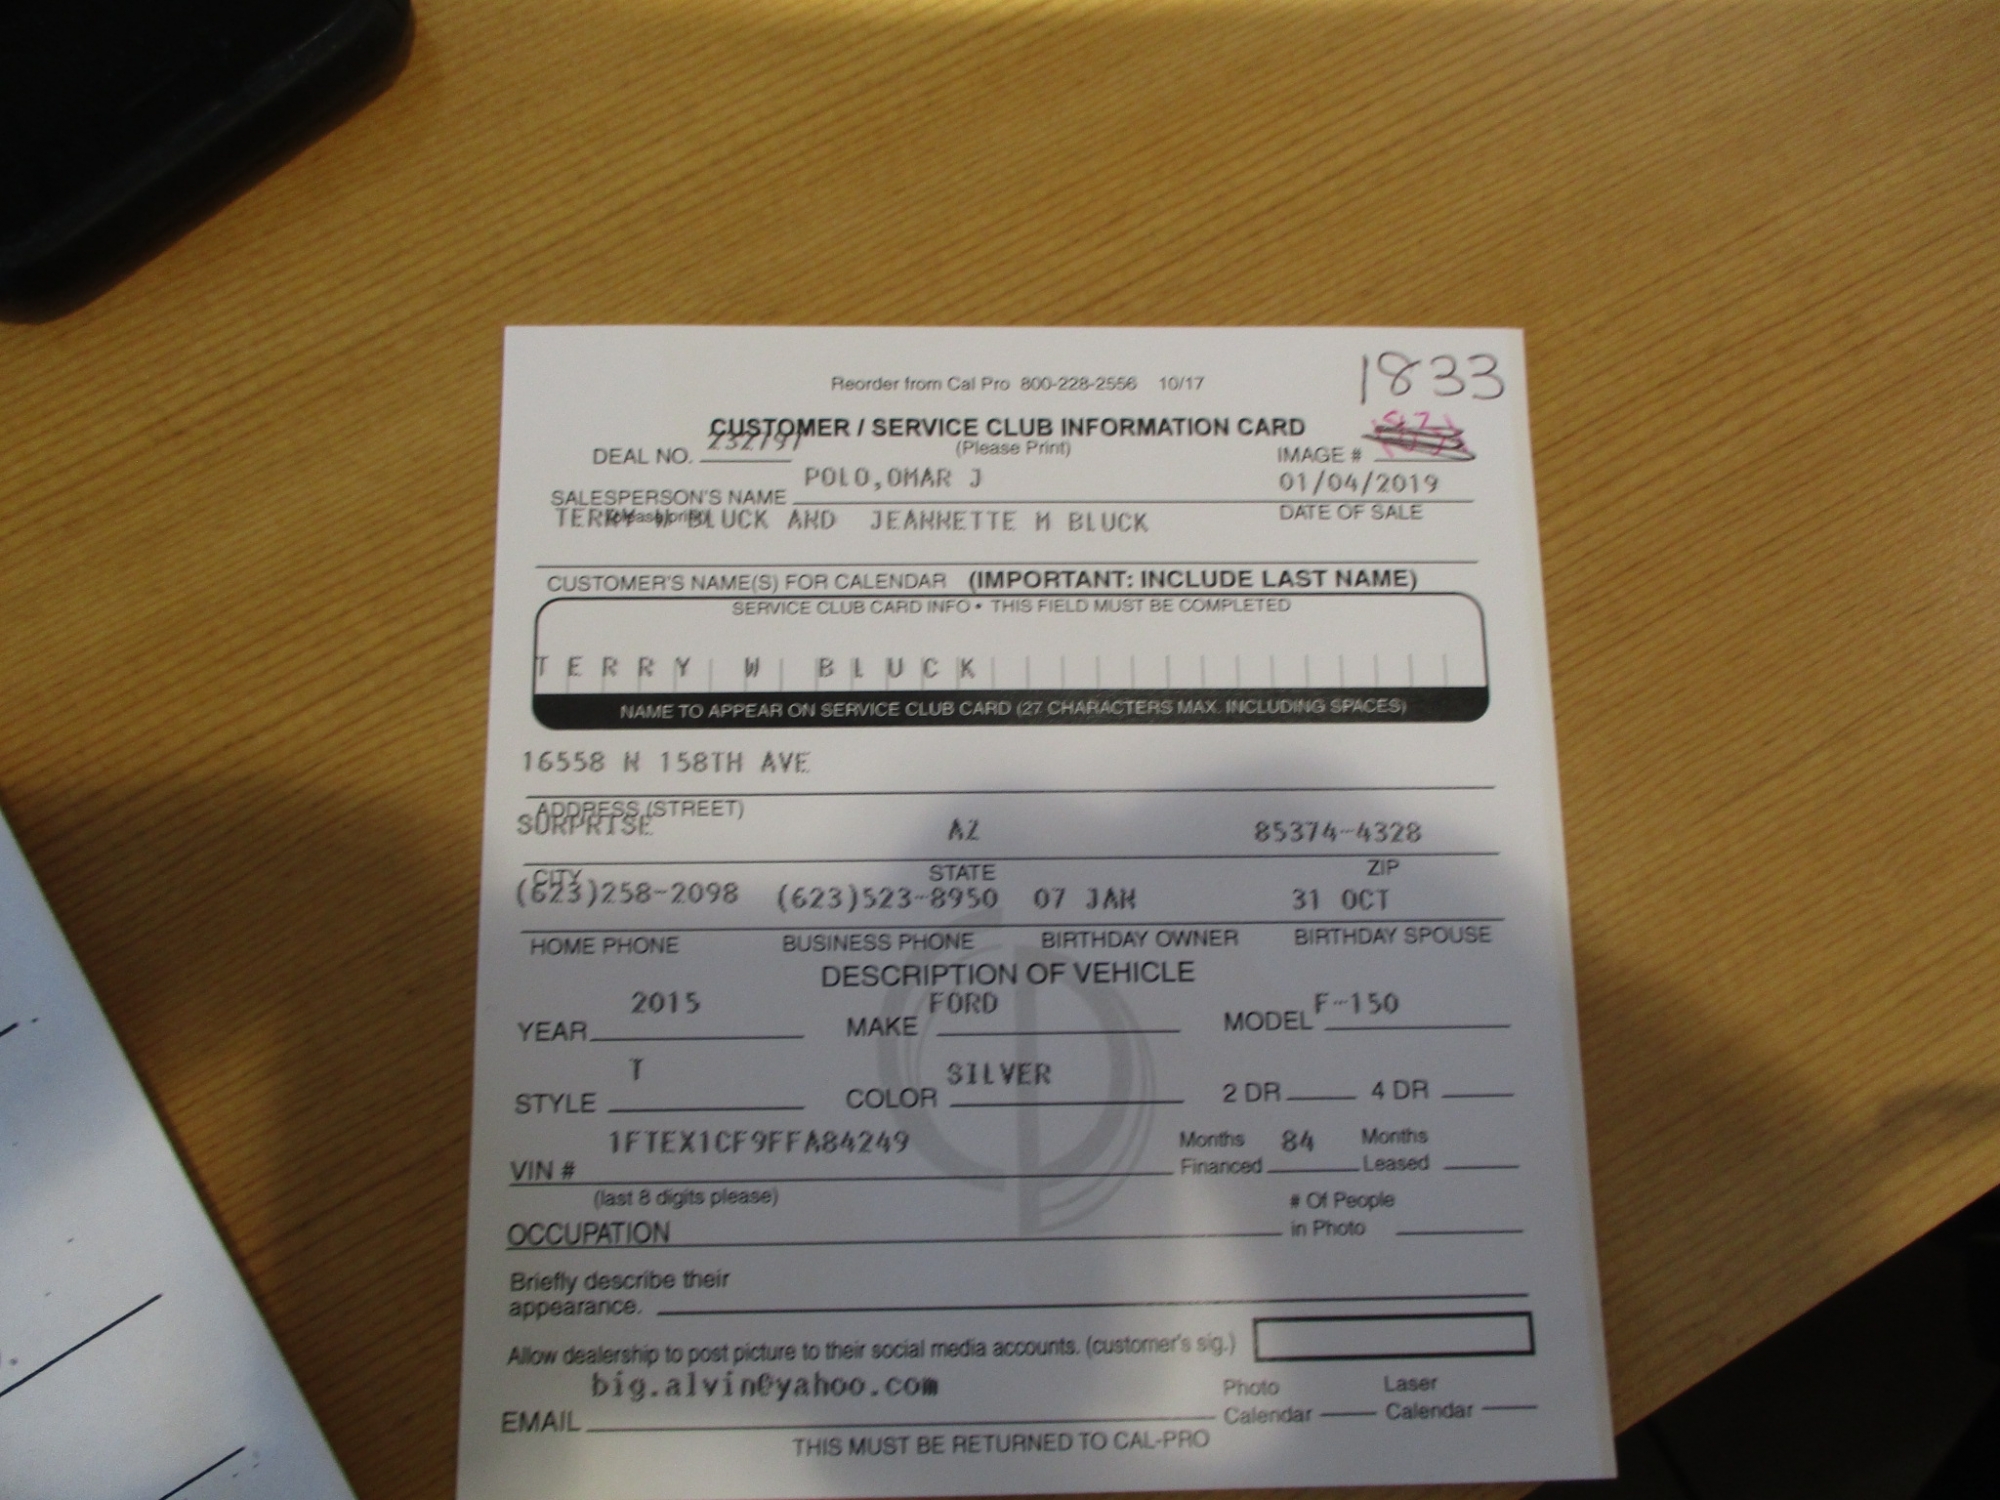 1833
Reorder from Cal Pro 800-228-2556 10/17
CUSTOMER / SERVICE CLUB INFORMATION CARD
(Please Print)
DEAL NO. 232797 IMAGE #
POLO,OMAR J 01/04/2019
SALESPERSON'S NAME DATE OF SALE
(please print)
TERRY W BLUCK AND JEANNETTE M BLUCK
CUSTOMER'S NAME(S) FOR CALENDAR (IMPORTANT: INCLUDE LAST NAME)
SERVICE CLUB CARD INFO • THIS FIELD MUST BE COMPLETED
TERRY W BLUCK
NAME TO APPEAR ON SERVICE CLUB CARD (27 CHARACTERS MAX. INCLUDING SPACES)
16558 N 158TH AVE
ADDRESS (STREET)
SURPRISE AZ 85374-4328
CITY STATE ZIP
(623)258-2098 (623)523-8950 07 JAN 31 OCT
HOME PHONE BUSINESS PHONE BIRTHDAY OWNER BIRTHDAY SPOUSE
DESCRIPTION OF VEHICLE
2015 FORD F-150
YEAR MAKE MODEL
T SILVER
STYLE COLOR 2 DR 4 DR
1FTEX1CF9FFA84249 Months 84 Months
VIN # Financed Leased
(last 8 digits please) # Of People
OCCUPATION in Photo
Briefly describe their
appearance.
Allow dealership to post picture to their social media accounts. (customer's sig.)
big.alvin@yahoo.com Photo Laser
EMAIL Calendar Calendar
THIS MUST BE RETURNED TO CAL-PRO